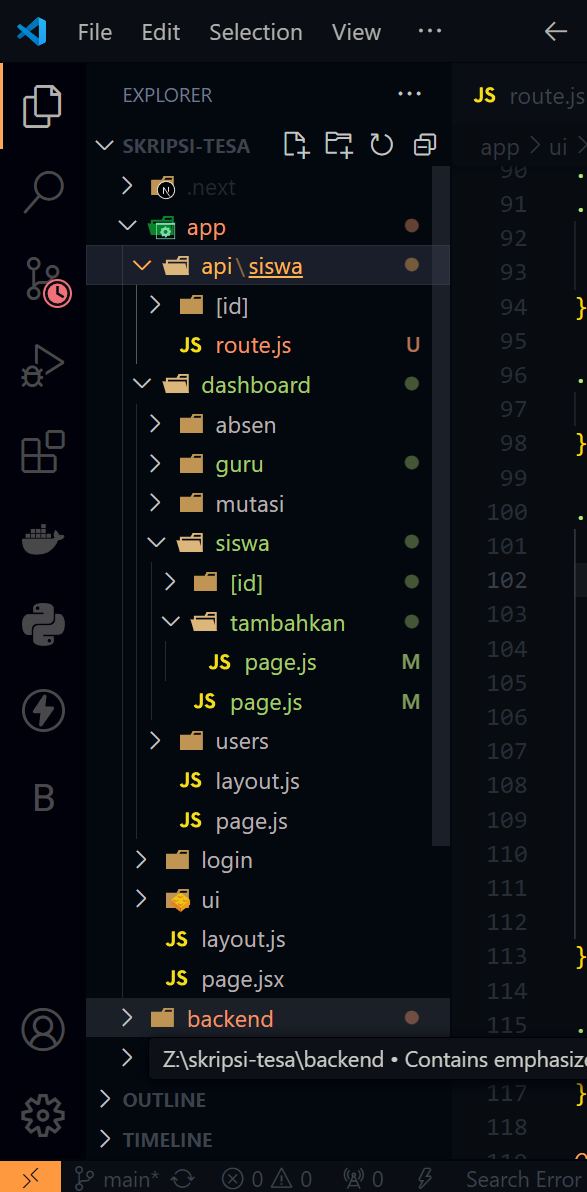 File Edit Selection View ···
EXPLORER ···
JS route.js
SKRIPSI-TESA
app > ui >
.next
90
app
91
92
api\siswa
93
[id]
94 }
JS route.js U
95
dashboard
96
absen
97
98 }
guru
99
mutasi
100
siswa
101
[id]
102
tambahkan
103
104
JS page.js M
105
JS page.js M
106
users
107
JS layout.js
108
JS page.js
109
110
login
111
ui
112
JS layout.js
113 }
JS page.jsx
114
backend
115
Z:\skripsi-tesa\backend • Contains emphasize
OUTLINE
117 }
118
TIMELINE
B
main* 0 0 0 Search Error